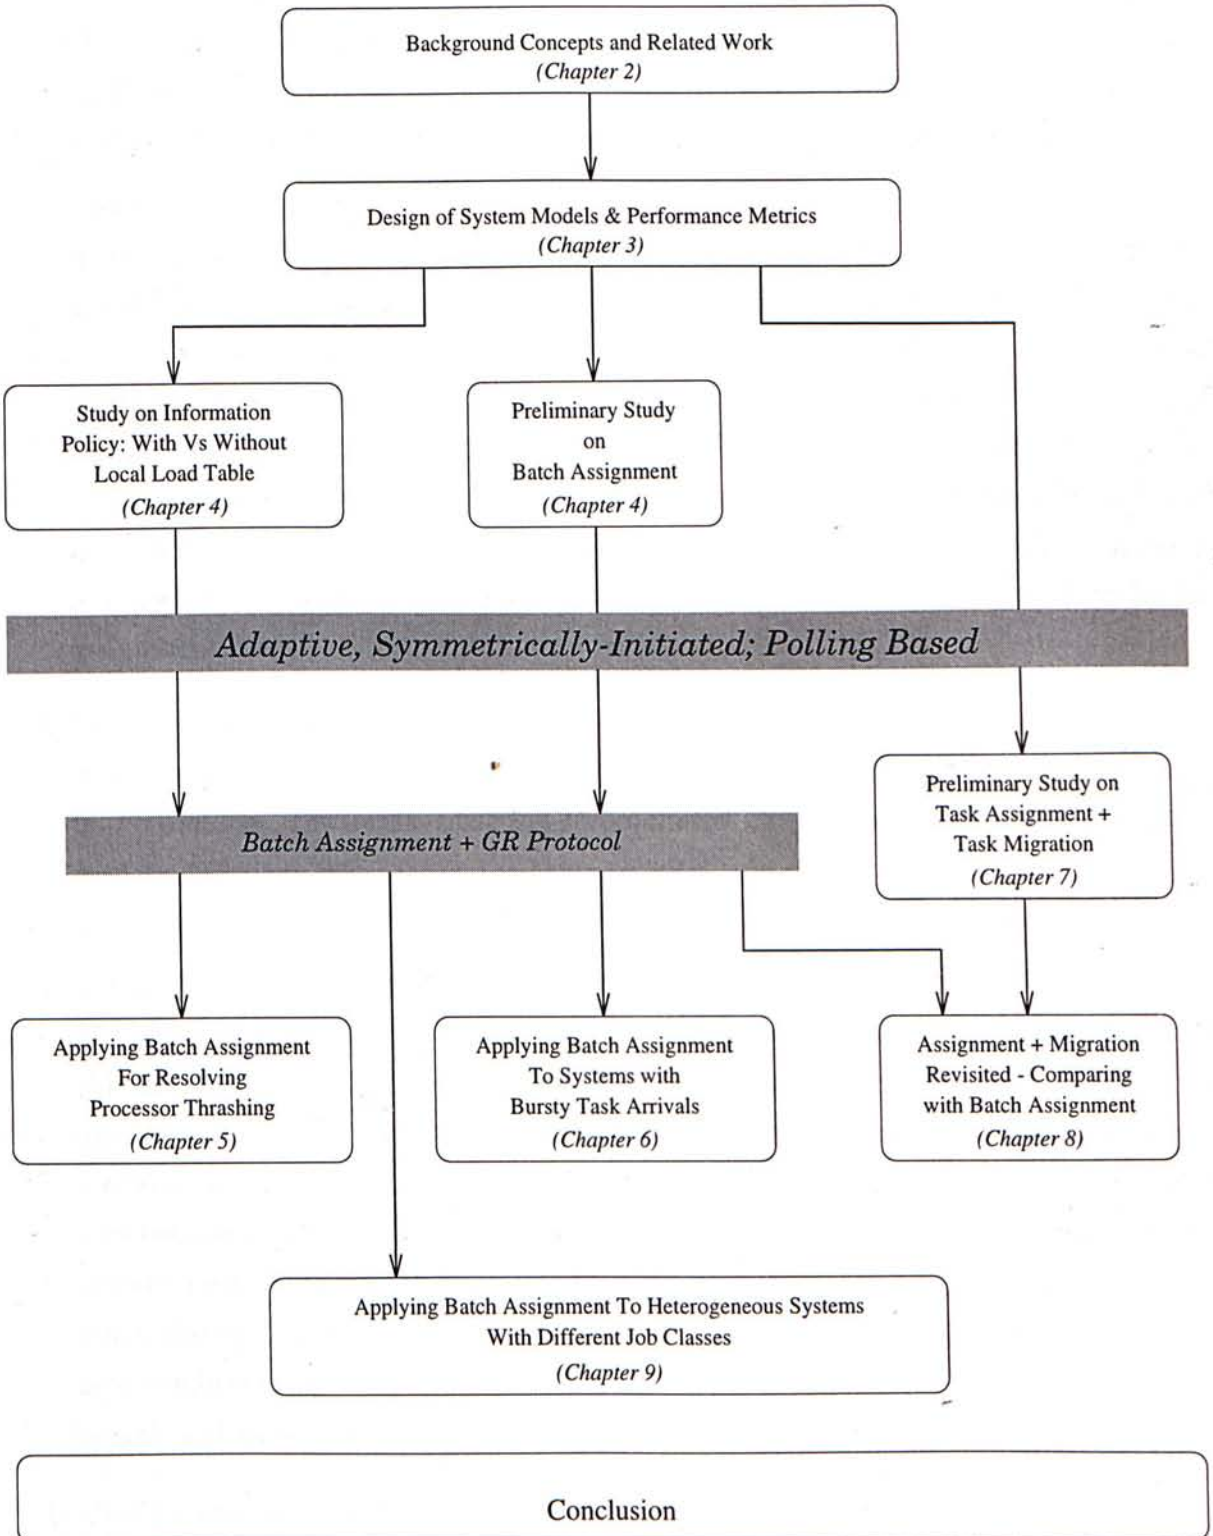 Background Concepts and Related Work
(Chapter 2)
Design of System Models & Performance Metrics
(Chapter 3)
Study on Information
Policy: With Vs Without
Local Load Table
(Chapter 4)
Preliminary Study
on
Batch Assignment
(Chapter 4)
Adaptive, Symmetrically-Initiated; Polling Based
Preliminary Study on
Task Assignment +
Task Migration
(Chapter 7)
Batch Assignment + GR Protocol
Applying Batch Assignment
For Resolving
Processor Thrashing
(Chapter 5)
Applying Batch Assignment
To Systems with
Bursty Task Arrivals
(Chapter 6)
Assignment + Migration
Revisited - Comparing
with Batch Assignment
(Chapter 8)
Applying Batch Assignment To Heterogeneous Systems
With Different Job Classes
(Chapter 9)
Conclusion